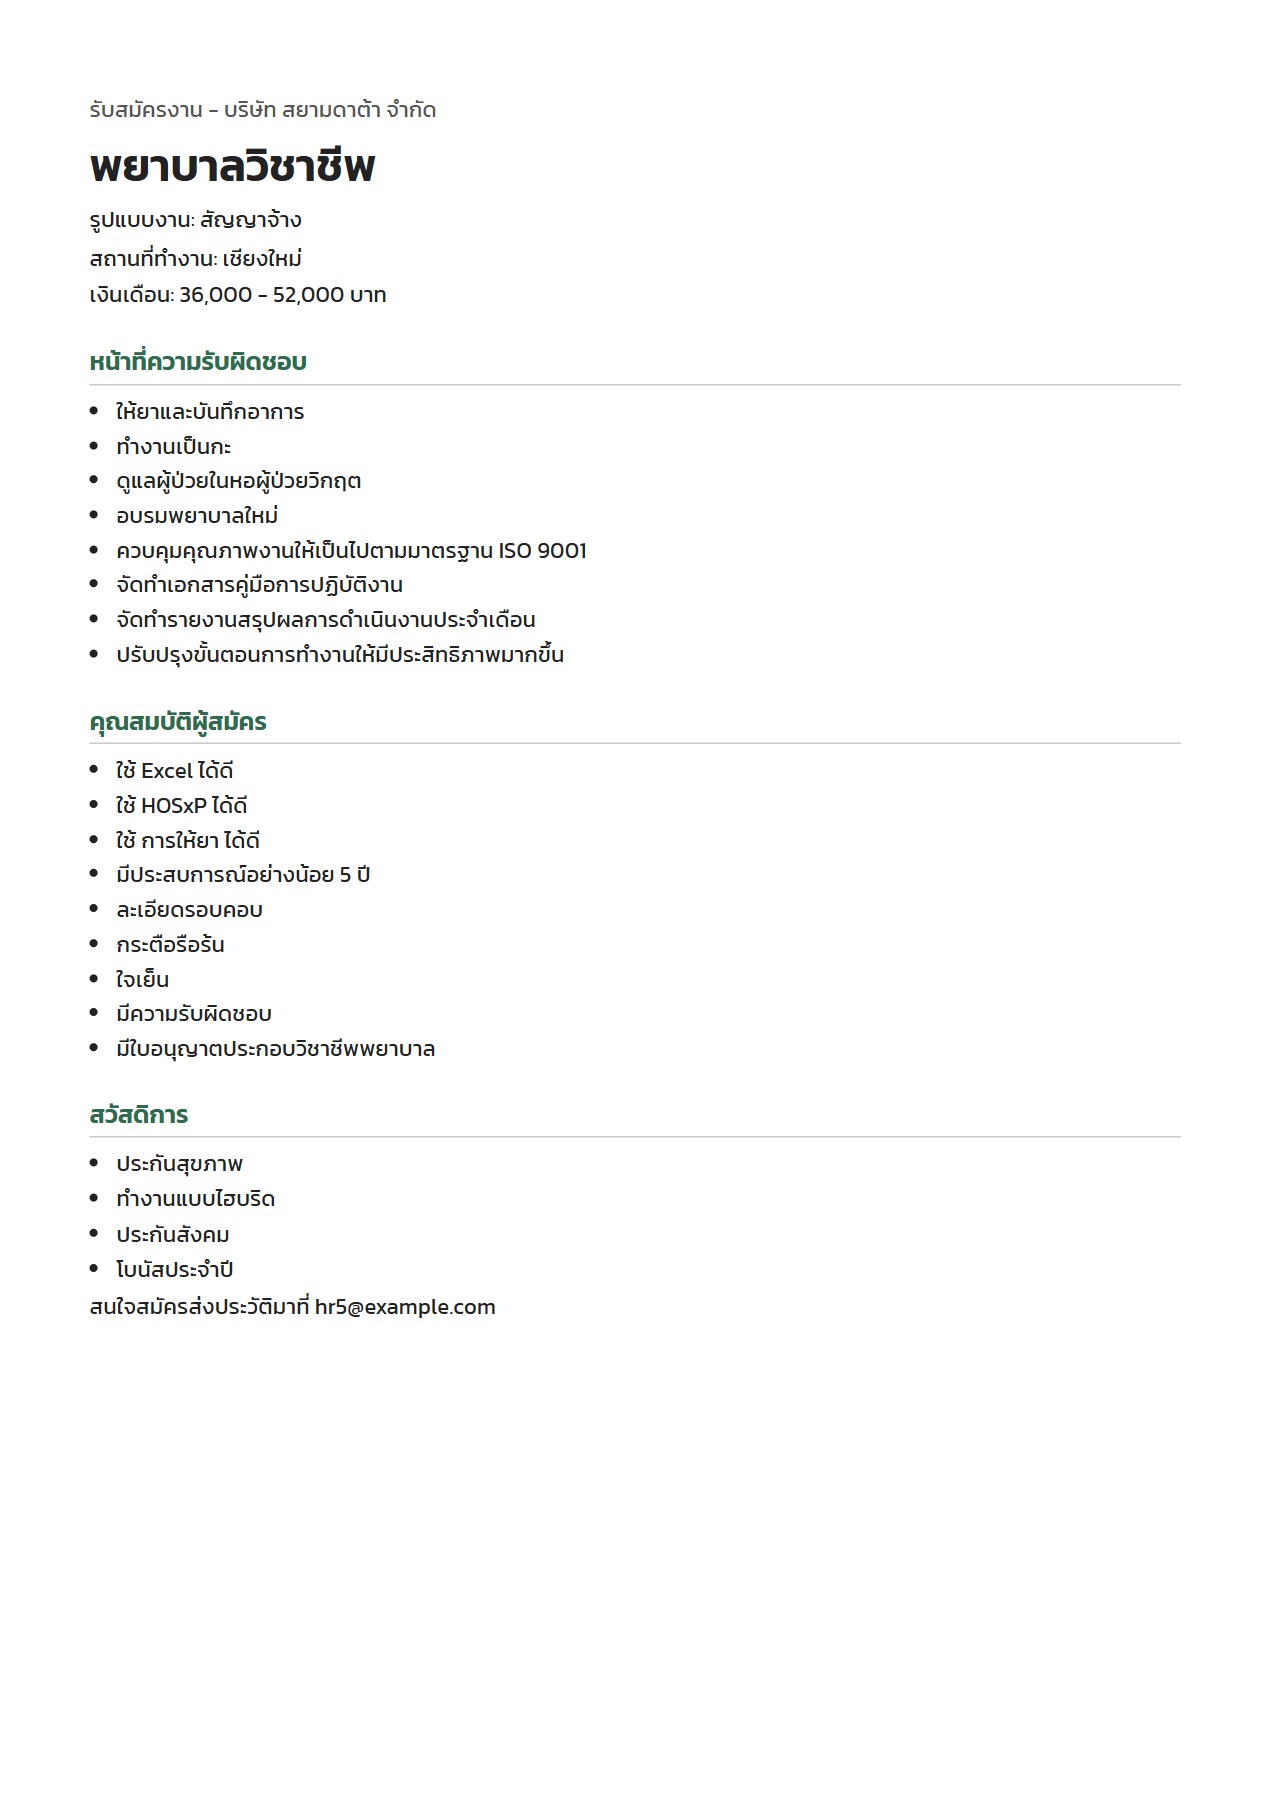 รับสมัครงาน - บริษัท สยามดาต้า จำกัด
พยาบาลวิชาชีพ
รูปแบบงาน: สัญญาจ้าง
สถานที่ทำงาน: เชียงใหม่
เงินเดือน: 36,000 - 52,000 บาท
หน้าที่ความรับผิดชอบ
• ให้ยาและบันทึกอาการ
• ทำงานเป็นกะ
• ดูแลผู้ป่วยในหอผู้ป่วยวิกฤต
• อบรมพยาบาลใหม่
• ควบคุมคุณภาพงานให้เป็นไปตามมาตรฐาน ISO 9001
• จัดทำเอกสารคู่มือการปฏิบัติงาน
• จัดทำรายงานสรุปผลการดำเนินงานประจำเดือน
• ปรับปรุงขั้นตอนการทำงานให้มีประสิทธิภาพมากขึ้น
คุณสมบัติผู้สมัคร
• ใช้ Excel ได้ดี
• ใช้ HOSxP ได้ดี
• ใช้ การให้ยา ได้ดี
• มีประสบการณ์อย่างน้อย 5 ปี
• ละเอียดรอบคอบ
• กระตือรือร้น
• ใจเย็น
• มีความรับผิดชอบ
• มีใบอนุญาตประกอบวิชาชีพพยาบาล
สวัสดิการ
• ประกันสุขภาพ
• ทำงานแบบไฮบริด
• ประกันสังคม
• โบนัสประจำปี
สนใจสมัครส่งประวัติมาที่ hr5@example.com